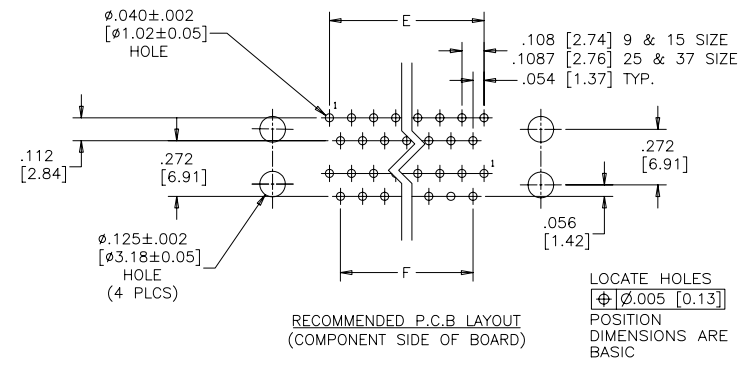 ø.040±.002
[ø1.02±0.05]
HOLE
E
.108 [2.74] 9 & 15 SIZE
.1087 [2.76] 25 & 37 SIZE
.054 [1.37] TYP.
1
.112
[2.84]
.272
[6.91]
.272
[6.91]
1
.056
[1.42]
ø.125±.002
[ø3.18±0.05]
HOLE
(4 PLCS)
F
RECOMMENDED P.C.B LAYOUT
(COMPONENT SIDE OF BOARD)
LOCATE HOLES
⌖ Ø.005 [0.13]
POSITION
DIMENSIONS ARE
BASIC